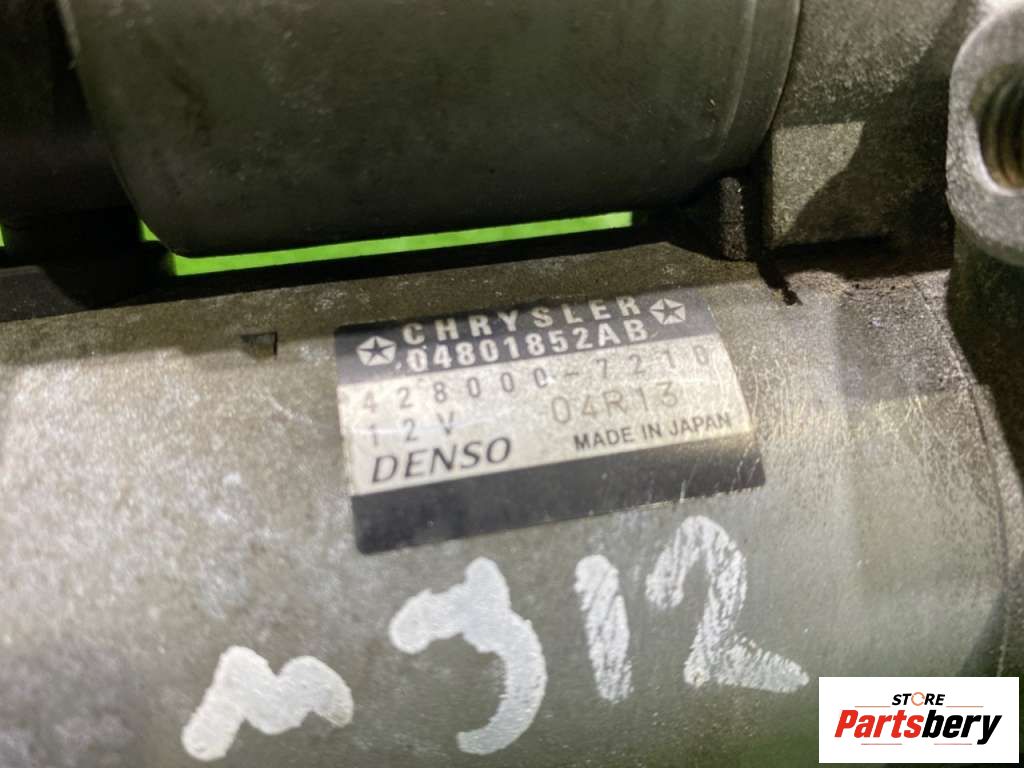 CHRYSLER
04801852AB
428000-7210
12V 04R13
DENSO MADE IN JAPAN
312
STORE
Partsbery